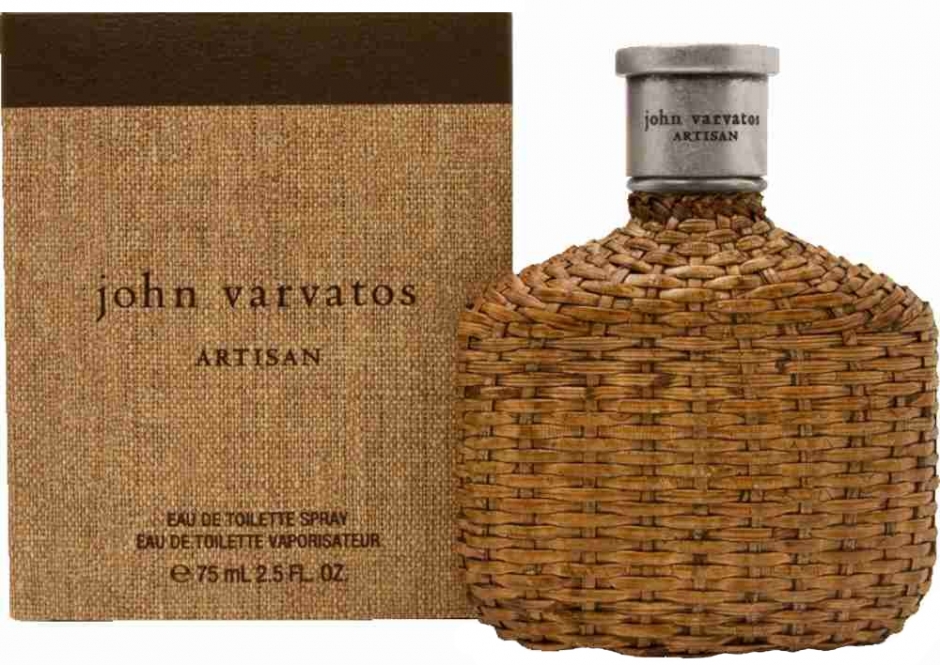 john varvatos
ARTISAN
EAU DE TOILETTE SPRAY
EAU DE TOILETTE VAPORISATEUR
℮ 75 mL 2.5 FL. OZ.
john varvatos
ARTISAN